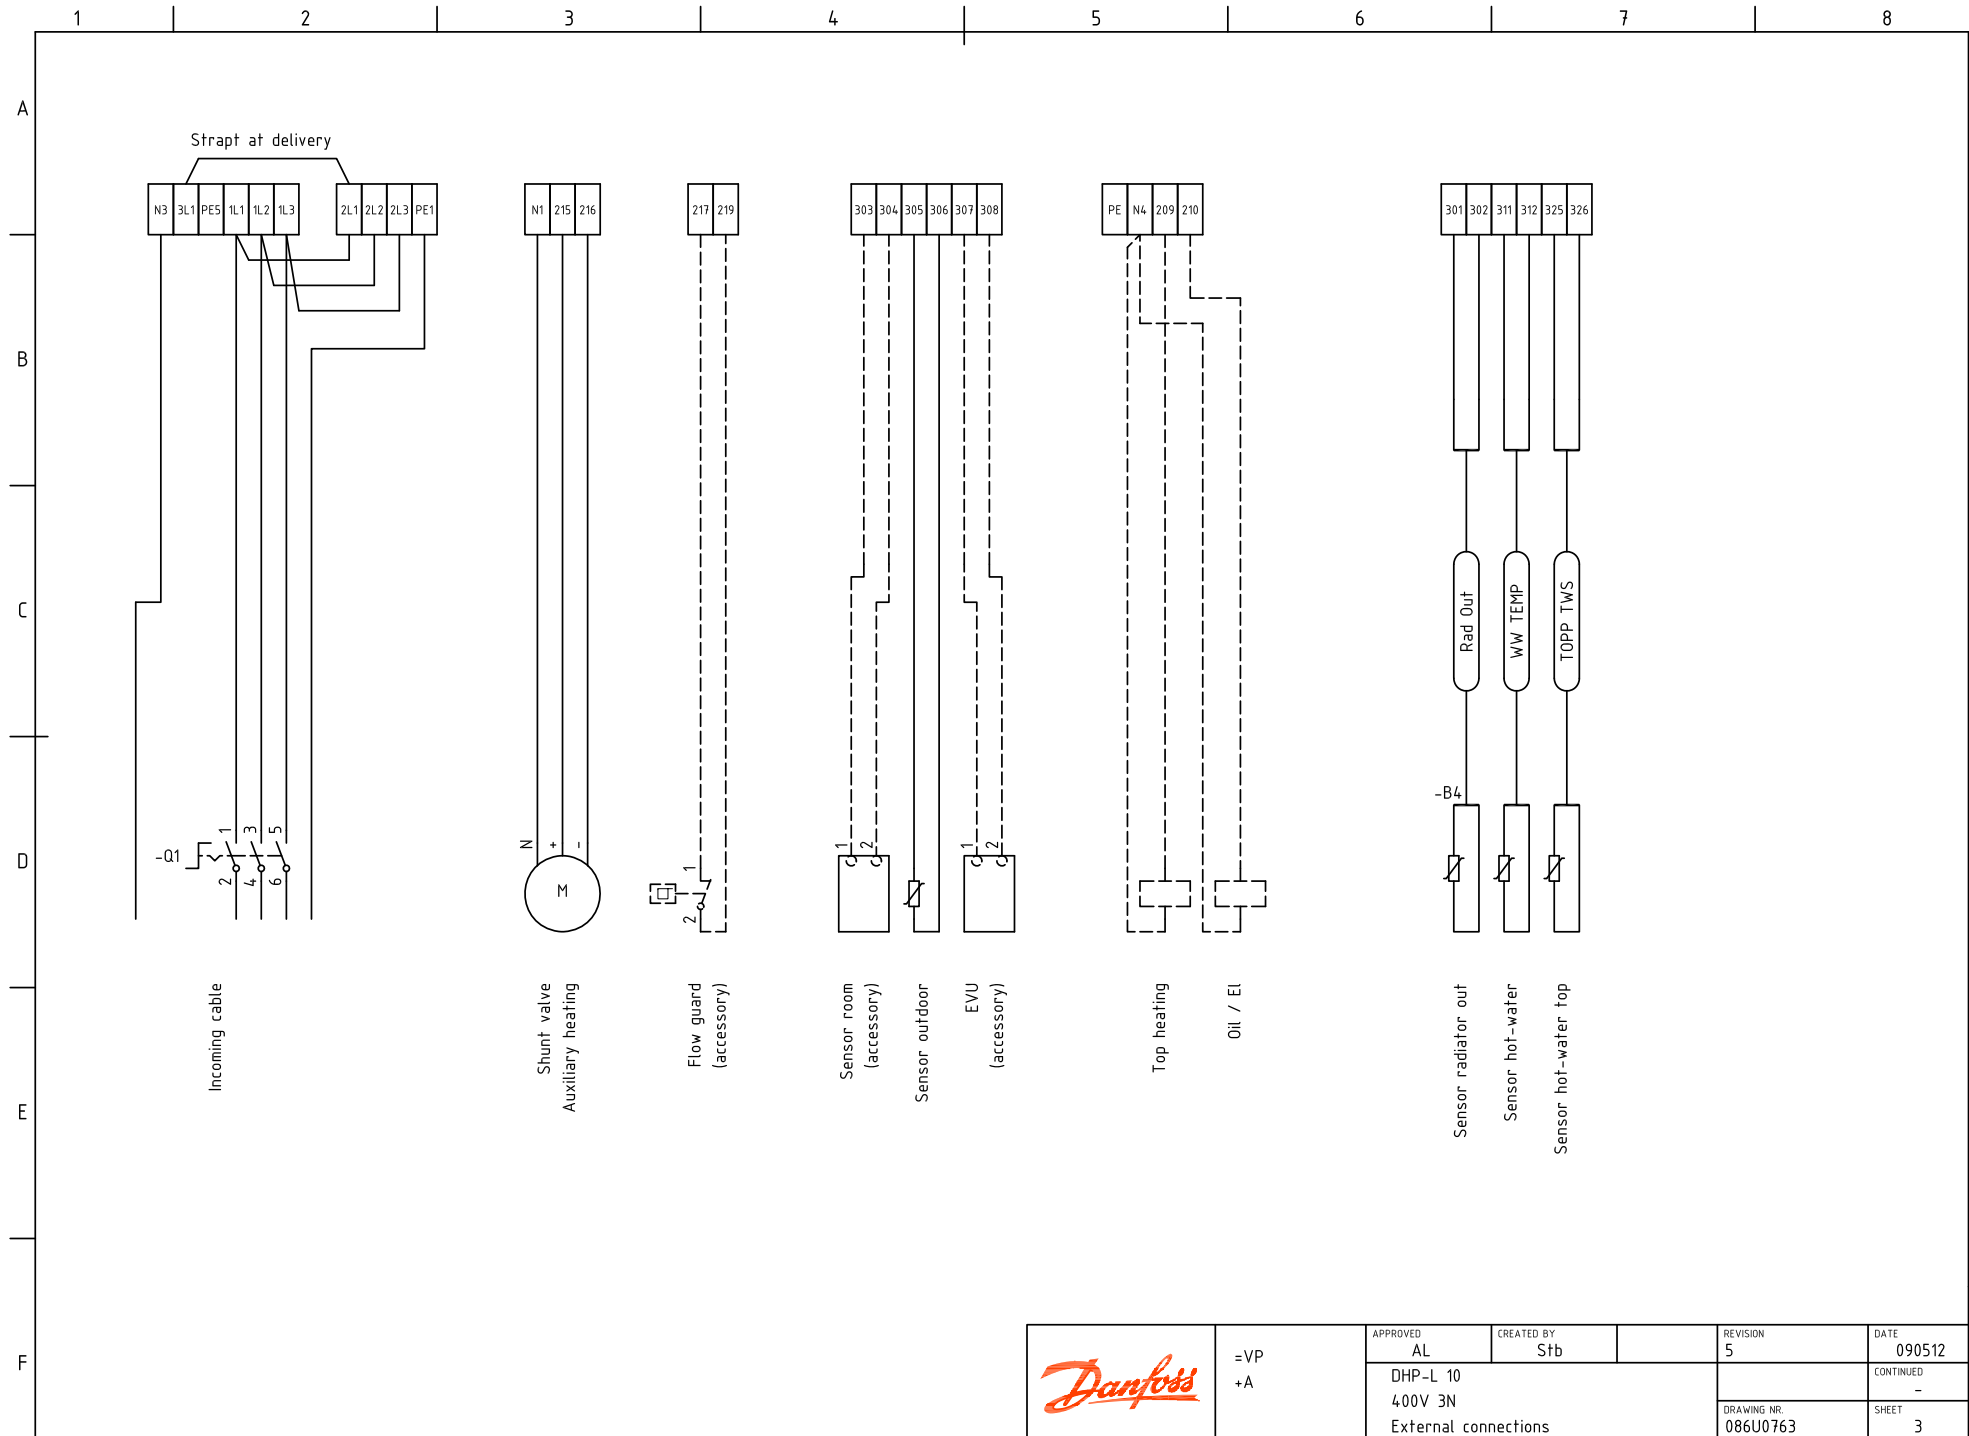 1 2 3 4 5 6 7 8
A
B
C
D
E
F
Strapt at delivery
N3 3L1 PE5 1L1 1L2 1L3
2L1 2L2 2L3 PE1
N1 215 216
217 219
303 304 305 306 307 308
PE N4 209 210
301 302 311 312 325 326
Rad Out
WW TEMP
TOPP TWS
-B4
-Q1
1 3 5
2 4 6
N + -
M
1
2
1 2
1 2
Incoming cable
Shunt valve
Auxiliary heating
Flow guard
(accessory)
Sensor room
(accessory)
Sensor outdoor
EVU
(accessory)
Top heating
Oil / El
Sensor radiator out
Sensor hot-water
Sensor hot-water top
Danfoss
=VP
+A
APPROVED
AL
CREATED BY
Stb
REVISION
5
DATE
090512
DHP-L 10
400V 3N
External connections
CONTINUED
-
DRAWING NR.
086U0763
SHEET
3